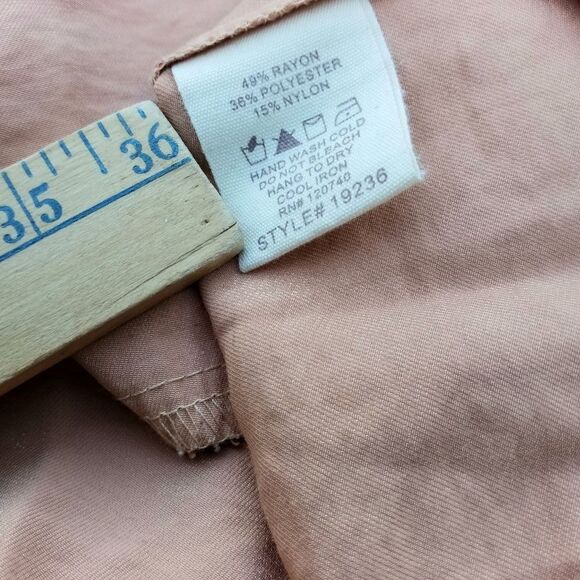 49% RAYON
36% POLYESTER
15% NYLON
HAND WASH COLD
DO NOT BLEACH
HANG TO DRY
COOL IRON
RN# 120740
STYLE# 19236
35
36